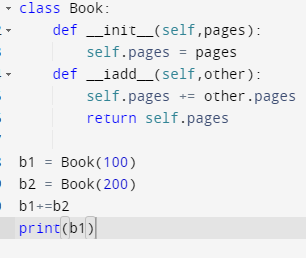 class Book:
    def __init__(self,pages):
        self.pages = pages
    def __iadd__(self,other):
        self.pages += other.pages
        return self.pages

b1 = Book(100)
b2 = Book(200)
b1+=b2
print(b1)